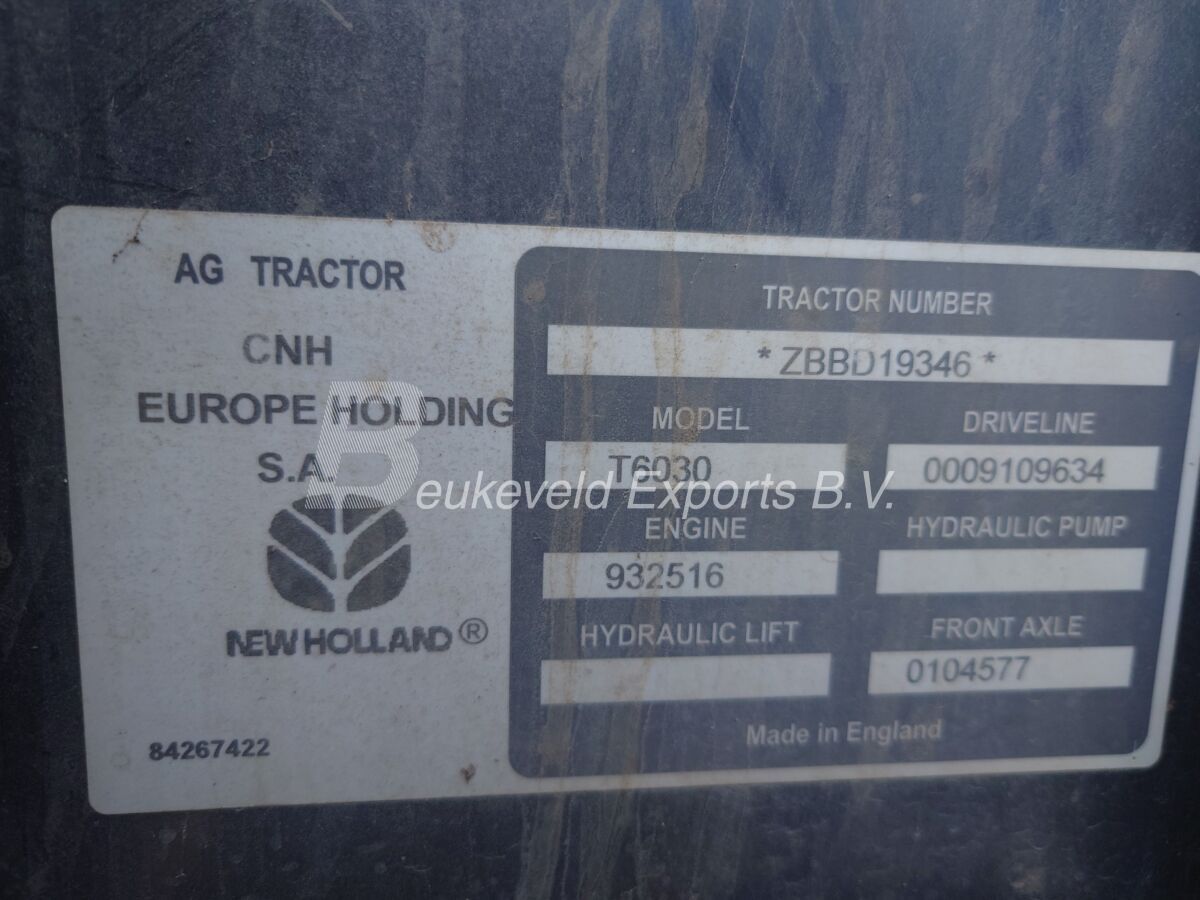 AG TRACTOR
CNH
EUROPE HOLDING
S.A.
NEW HOLLAND®
84267422
TRACTOR NUMBER
*ZBBD19346*
MODEL DRIVELINE
T6030 0009109634
ENGINE HYDRAULIC PUMP
932516
HYDRAULIC LIFT FRONT AXLE
0104577
Made in England
Beukeveld Exports B.V.